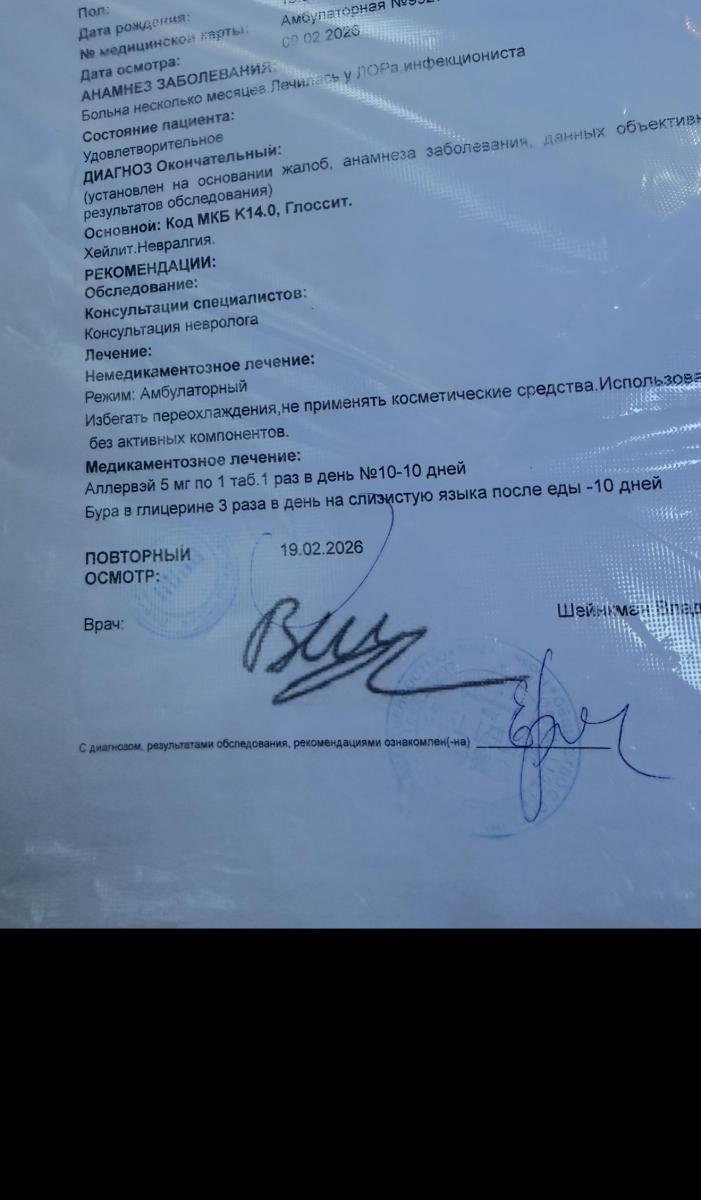 Пол:
Дата рождения:
№ медицинской карты: Амбулаторная
Дата осмотра: 09 02 2026
АНАМНЕЗ ЗАБОЛЕВАНИЯ:
Больна несколько месяцев.Лечилась у ЛОРа,инфекциониста
Состояние пациента:
Удовлетворительное
ДИАГНОЗ Окончательный:
(установлен на основании жалоб, анамнеза заболевания, данных объективн
результатов обследования)
Основной: Код МКБ К14.0, Глоссит.
Хейлит.Невралгия.
РЕКОМЕНДАЦИИ:
Обследование:
Консультации специалистов:
Консультация невролога
Лечение:
Немедикаментозное лечение:
Режим: Амбулаторный
Избегать переохлаждения,не применять косметические средства.Использова
без активных компонентов.
Медикаментозное лечение:
Аллервэй 5 мг по 1 таб.1 раз в день №10-10 дней
Бура в глицерине 3 раза в день на слизистую языка после еды -10 дней
ПОВТОРНЫЙ 19.02.2026
ОСМОТР:
Врач: Шейнкман Влад
С диагнозом, результатами обследования, рекомендациями ознакомлен(-на)